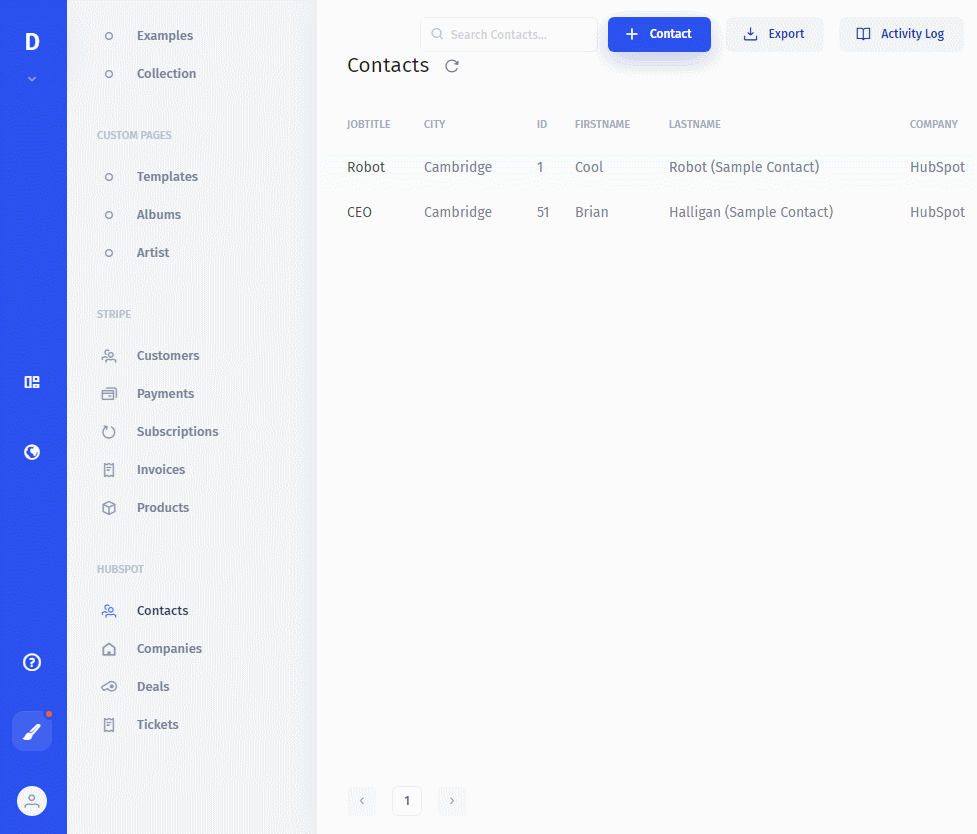 D
Examples
Collection
CUSTOM PAGES
Templates
Albums
Artist
STRIPE
Customers
Payments
Subscriptions
Invoices
Products
HUBSPOT
Contacts
Companies
Deals
Tickets
?
Search Contacts...
Contact
Export
Activity Log
Contacts
JOBTITLE CITY ID FIRSTNAME LASTNAME COMPANY
Robot Cambridge 1 Cool Robot (Sample Contact) HubSpot
CEO Cambridge 51 Brian Halligan (Sample Contact) HubSpot
1